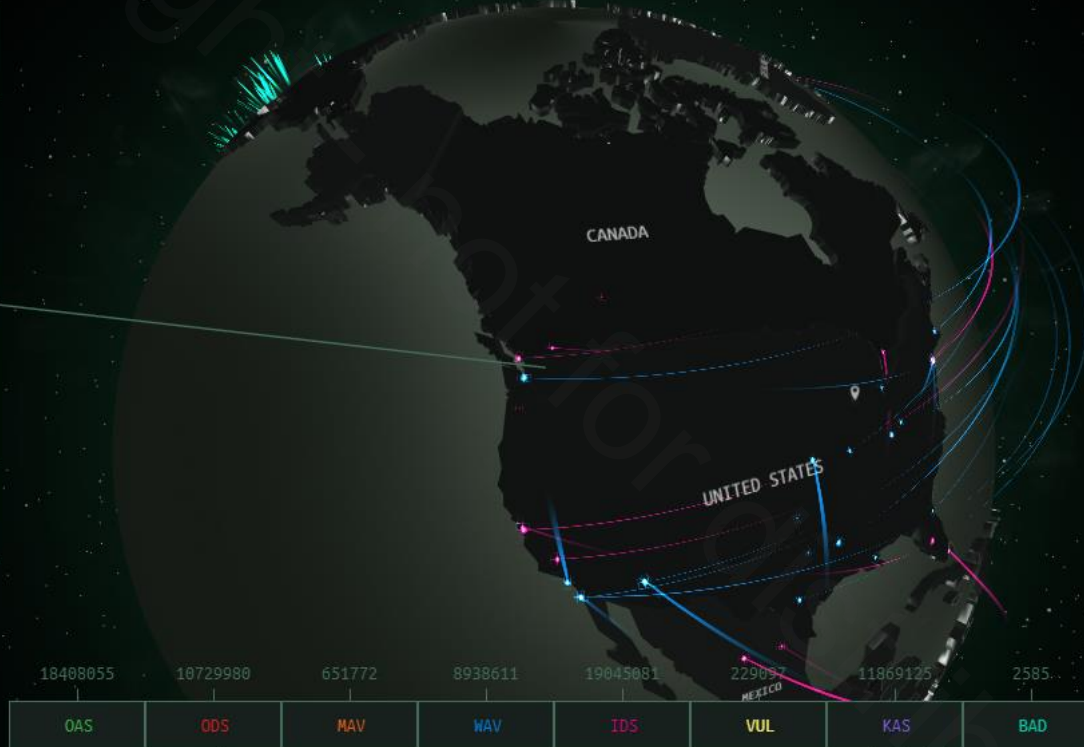 CANADA
UNITED STATES
MEXICO
18408055 10729980 651772 8938611 19045081 229097 11869125 2585
OAS ODS MAV WAV IDS VUL KAS BAD